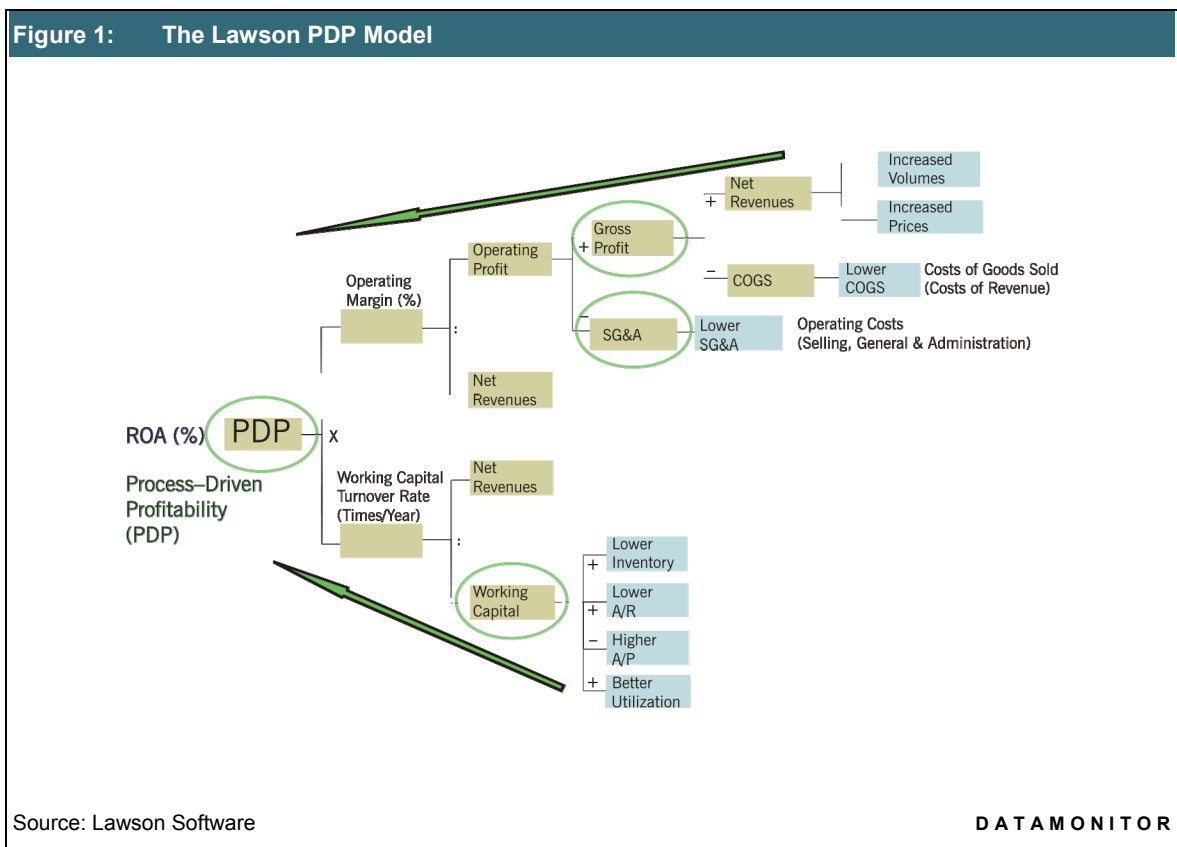 Figure 1: The Lawson PDP Model
Increased
Volumes
Net
Revenues
+
Increased
Prices
Gross
Profit
+
Operating
Profit
–
COGS
Lower
COGS
Costs of Goods Sold
(Costs of Revenue)
Operating
Margin (%)
:
–
SG&A
Lower
SG&A
Operating Costs
(Selling, General & Administration)
Net
Revenues
ROA (%)
PDP
x
Process–Driven
Profitability
(PDP)
Working Capital
Turnover Rate
(Times/Year)
:
Net
Revenues
Working
Capital
+
Lower
Inventory
+
Lower
A/R
–
Higher
A/P
+
Better
Utilization
Source: Lawson Software
DATAMONITOR